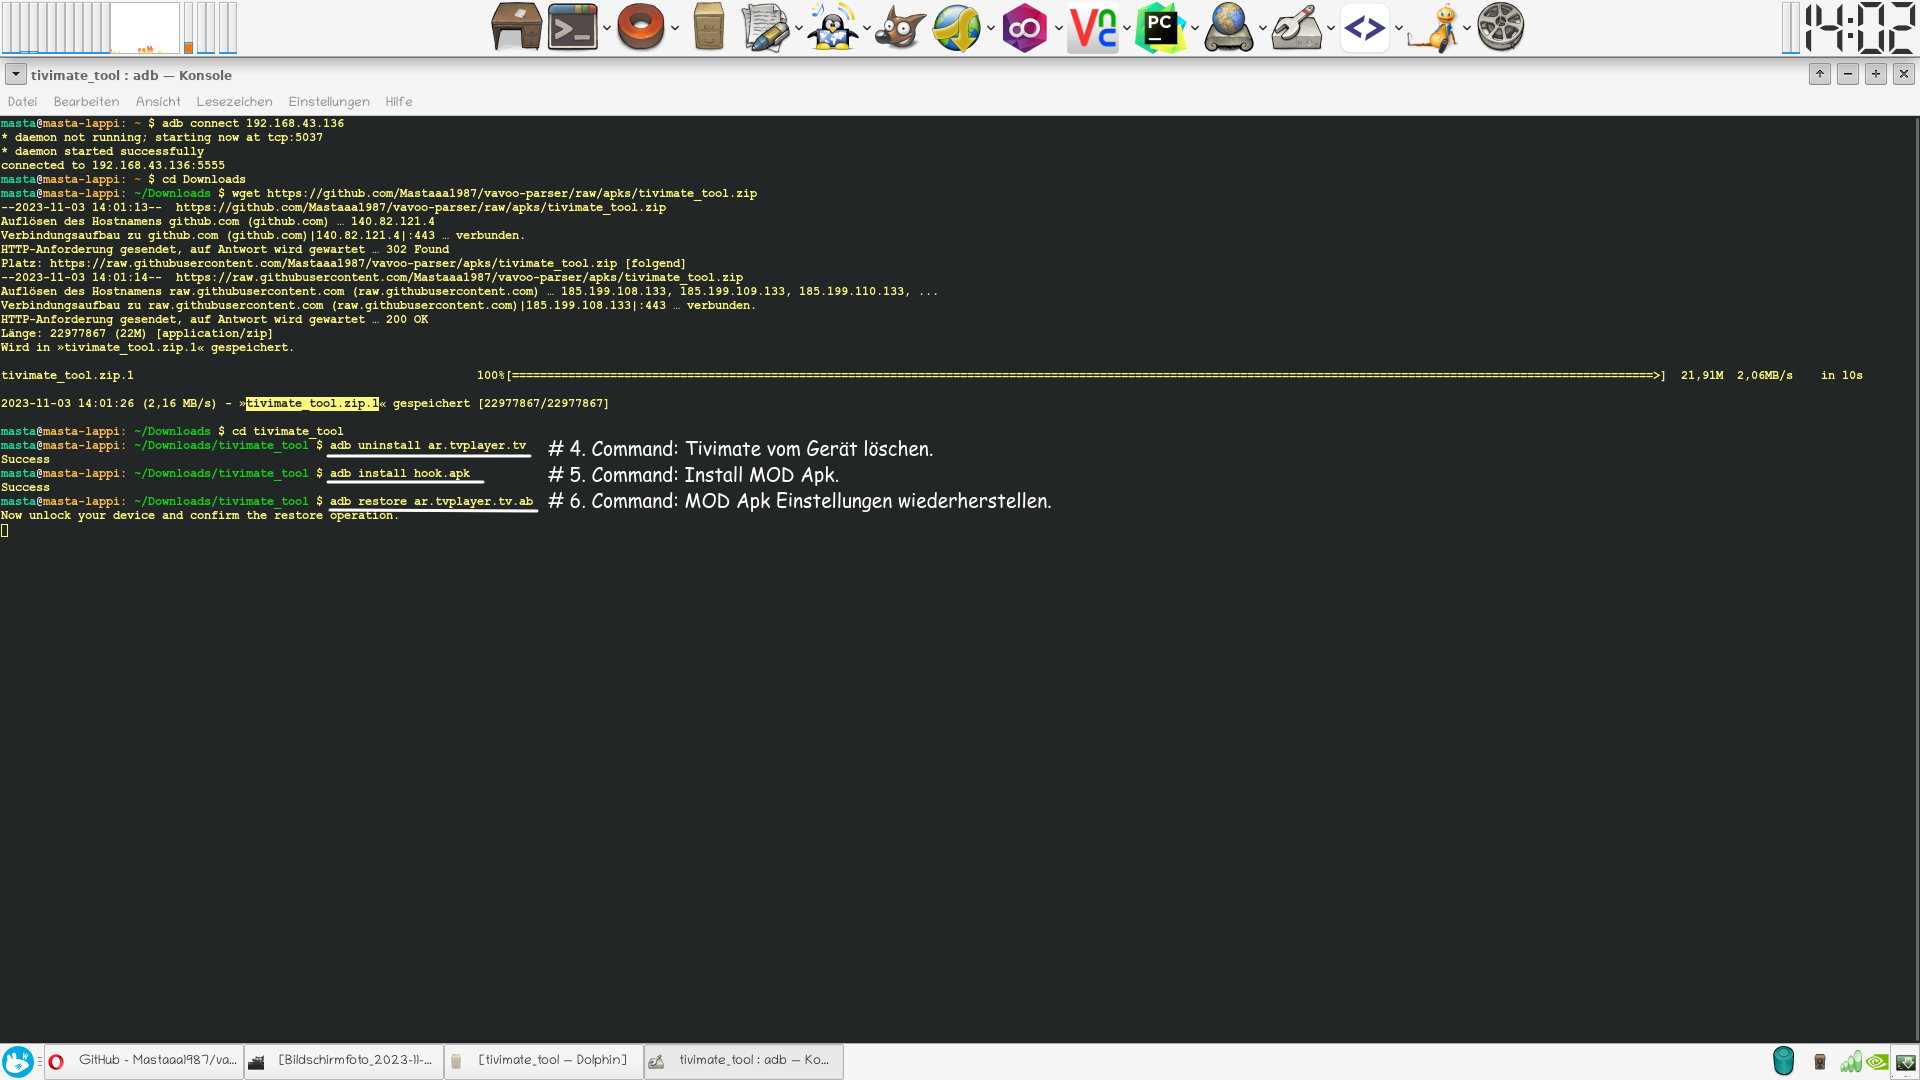 14:02
tivimate_tool : adb — Konsole
Datei Bearbeiten Ansicht Lesezeichen Einstellungen Hilfe
masta@masta-lappi: ~ $ adb connect 192.168.43.136
* daemon not running; starting now at tcp:5037
* daemon started successfully
connected to 192.168.43.136:5555
masta@masta-lappi: ~ $ cd Downloads
masta@masta-lappi: ~/Downloads $ wget https://github.com/Mastaaa1987/vavoo-parser/raw/apks/tivimate_tool.zip
--2023-11-03 14:01:13--  https://github.com/Mastaaa1987/vavoo-parser/raw/apks/tivimate_tool.zip
Auflösen des Hostnamens github.com (github.com) … 140.82.121.4
Verbindungsaufbau zu github.com (github.com)|140.82.121.4|:443 … verbunden.
HTTP-Anforderung gesendet, auf Antwort wird gewartet … 302 Found
Platz: https://raw.githubusercontent.com/Mastaaa1987/vavoo-parser/apks/tivimate_tool.zip [folgend]
--2023-11-03 14:01:14--  https://raw.githubusercontent.com/Mastaaa1987/vavoo-parser/apks/tivimate_tool.zip
Auflösen des Hostnamens raw.githubusercontent.com (raw.githubusercontent.com) … 185.199.108.133, 185.199.109.133, 185.199.110.133, ...
Verbindungsaufbau zu raw.githubusercontent.com (raw.githubusercontent.com)|185.199.108.133|:443 … verbunden.
HTTP-Anforderung gesendet, auf Antwort wird gewartet … 200 OK
Länge: 22977867 (22M) [application/zip]
Wird in »tivimate_tool.zip.1« gespeichert.
tivimate_tool.zip.1 100%[=====================>] 21,91M 2,06MB/s in 10s
2023-11-03 14:01:26 (2,16 MB/s) - »tivimate_tool.zip.1« gespeichert [22977867/22977867]
masta@masta-lappi: ~/Downloads $ cd tivimate_tool
masta@masta-lappi: ~/Downloads/tivimate_tool $ adb uninstall ar.tvplayer.tv # 4. Command: Tivimate vom Gerät löschen.
Success
masta@masta-lappi: ~/Downloads/tivimate_tool $ adb install hook.apk # 5. Command: Install MOD Apk.
Success
masta@masta-lappi: ~/Downloads/tivimate_tool $ adb restore ar.tvplayer.tv.ab # 6. Command: MOD Apk Einstellungen wiederherstellen.
Now unlock your device and confirm the restore operation.
GitHub - Mastaaa1987/va... [Bildschirmfoto_2023-11-... [tivimate_tool — Dolphin] tivimate_tool : adb — Ko...